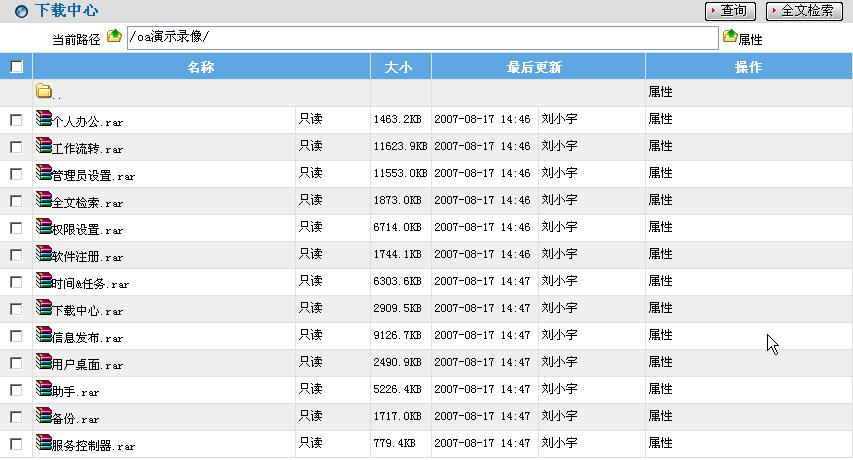 下载中心 查询 全文检索
当前路径 /oa演示录像/ 属性
名称 大小 最后更新 操作
.. 属性
个人办公.rar 只读 1463.2KB 2007-08-17 14:46 刘小宇 属性
工作流转.rar 只读 11623.9KB 2007-08-17 14:46 刘小宇 属性
管理员设置.rar 只读 11553.0KB 2007-08-17 14:46 刘小宇 属性
全文检索.rar 只读 1873.0KB 2007-08-17 14:46 刘小宇 属性
权限设置.rar 只读 6714.0KB 2007-08-17 14:46 刘小宇 属性
软件注册.rar 只读 1744.1KB 2007-08-17 14:46 刘小宇 属性
时间&任务.rar 只读 6303.6KB 2007-08-17 14:47 刘小宇 属性
下载中心.rar 只读 2909.5KB 2007-08-17 14:47 刘小宇 属性
信息发布.rar 只读 9126.7KB 2007-08-17 14:47 刘小宇 属性
用户桌面.rar 只读 2490.9KB 2007-08-17 14:47 刘小宇 属性
助手.rar 只读 5226.4KB 2007-08-17 14:47 刘小宇 属性
备份.rar 只读 1717.0KB 2007-08-17 14:47 刘小宇 属性
服务控制器.rar 只读 779.4KB 2007-08-17 14:47 刘小宇 属性